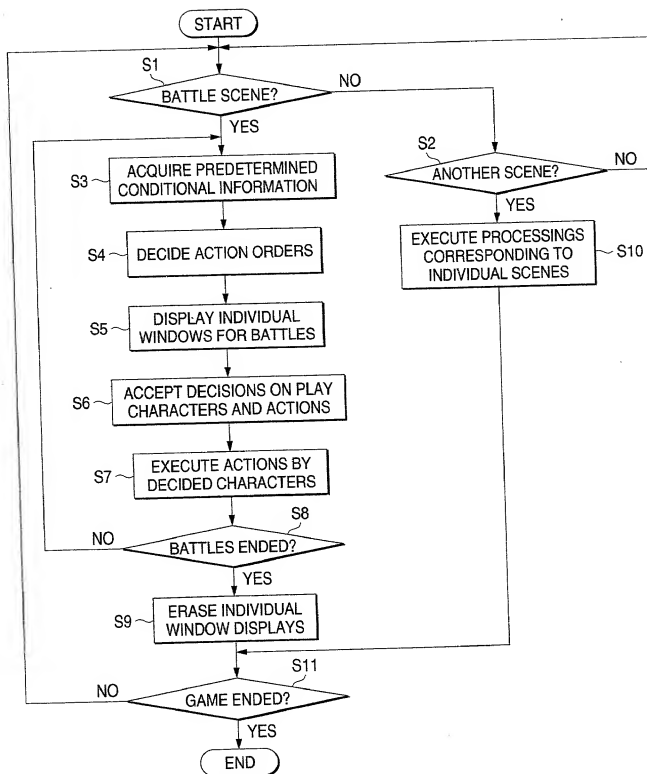 START
S1
BATTLE SCENE?
NO
YES
S2
ANOTHER SCENE?
NO
YES
S3
ACQUIRE PREDETERMINED
CONDITIONAL INFORMATION
S4
DECIDE ACTION ORDERS
EXECUTE PROCESSINGS
CORRESPONDING TO
INDIVIDUAL SCENES
S10
S5
DISPLAY INDIVIDUAL
WINDOWS FOR BATTLES
S6
ACCEPT DECISIONS ON PLAY
CHARACTERS AND ACTIONS
S7
EXECUTE ACTIONS BY
DECIDED CHARACTERS
S8
NO
BATTLES ENDED?
YES
S9
ERASE INDIVIDUAL
WINDOW DISPLAYS
S11
NO
GAME ENDED?
YES
END